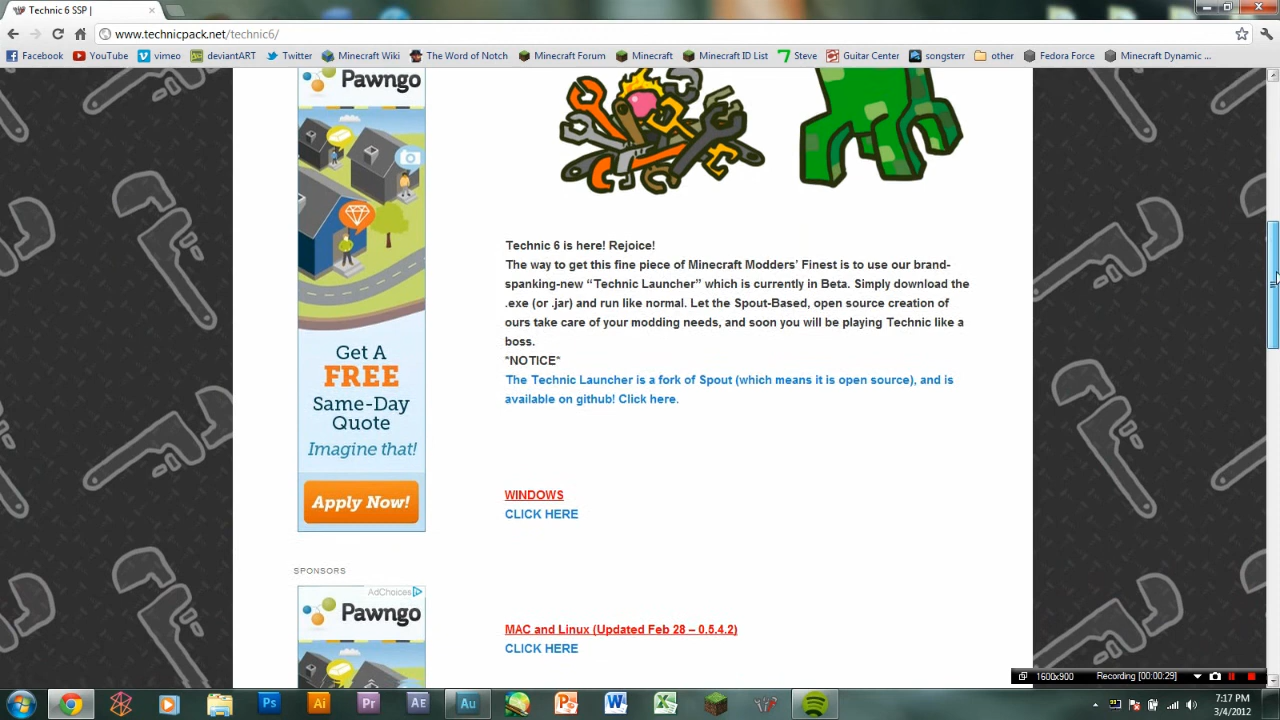 Technic 6 SSP |
www.technicpack.net/technic6/
Facebook YouTube vimeo deviantART Twitter Minecraft Wiki The Word of Notch Minecraft Forum Minecraft Minecraft ID List Steve Guitar Center songsterr other Fedora Force Minecraft Dynamic ...
Pawngo
Get A
FREE
Same-Day
Quote
Imagine that!
Apply Now!
SPONSORS
AdChoices
Pawngo
Technic 6 is here! Rejoice!
The way to get this fine piece of Minecraft Modders’ Finest is to use our brand-
spanking-new “Technic Launcher” which is currently in Beta. Simply download the
.exe (or .jar) and run like normal. Let the Spout-Based, open source creation of
ours take care of your modding needs, and soon you will be playing Technic like a
boss.
*NOTICE*
The Technic Launcher is a fork of Spout (which means it is open source), and is
available on github! Click here.
WINDOWS
CLICK HERE
MAC and Linux (Updated Feb 28 – 0.5.4.2)
CLICK HERE
1600x900 Recording [00:00:29]
Ps Ai Pr AE Au
7:17 PM
3/4/2012